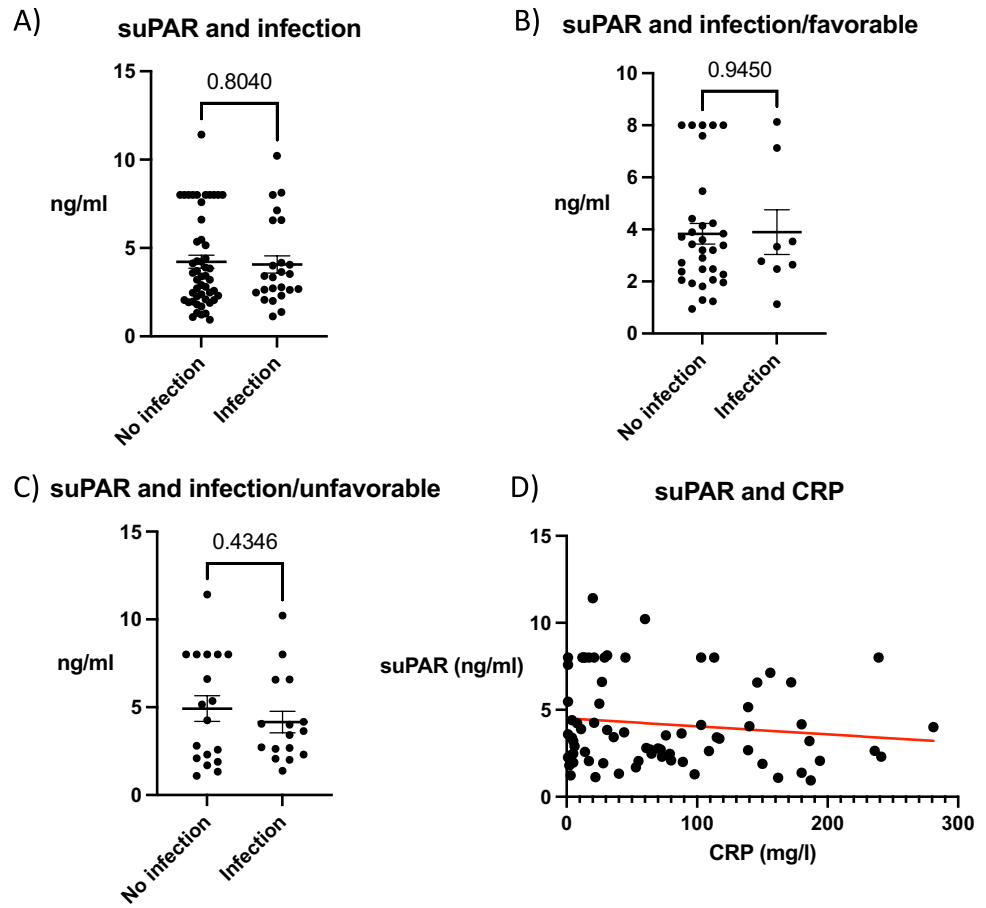 A)
suPAR and infection
15
0.8040
10
ng/ml
5
0
No infection
Infection
B)
suPAR and infection/favorable
10
0.9450
8
6
ng/ml
4
2
0
No infection
Infection
C)
suPAR and infection/unfavorable
15
0.4346
10
ng/ml
5
0
No infection
Infection
D)
suPAR and CRP
15
10
suPAR (ng/ml)
5
0
0 100 200 300
CRP (mg/l)